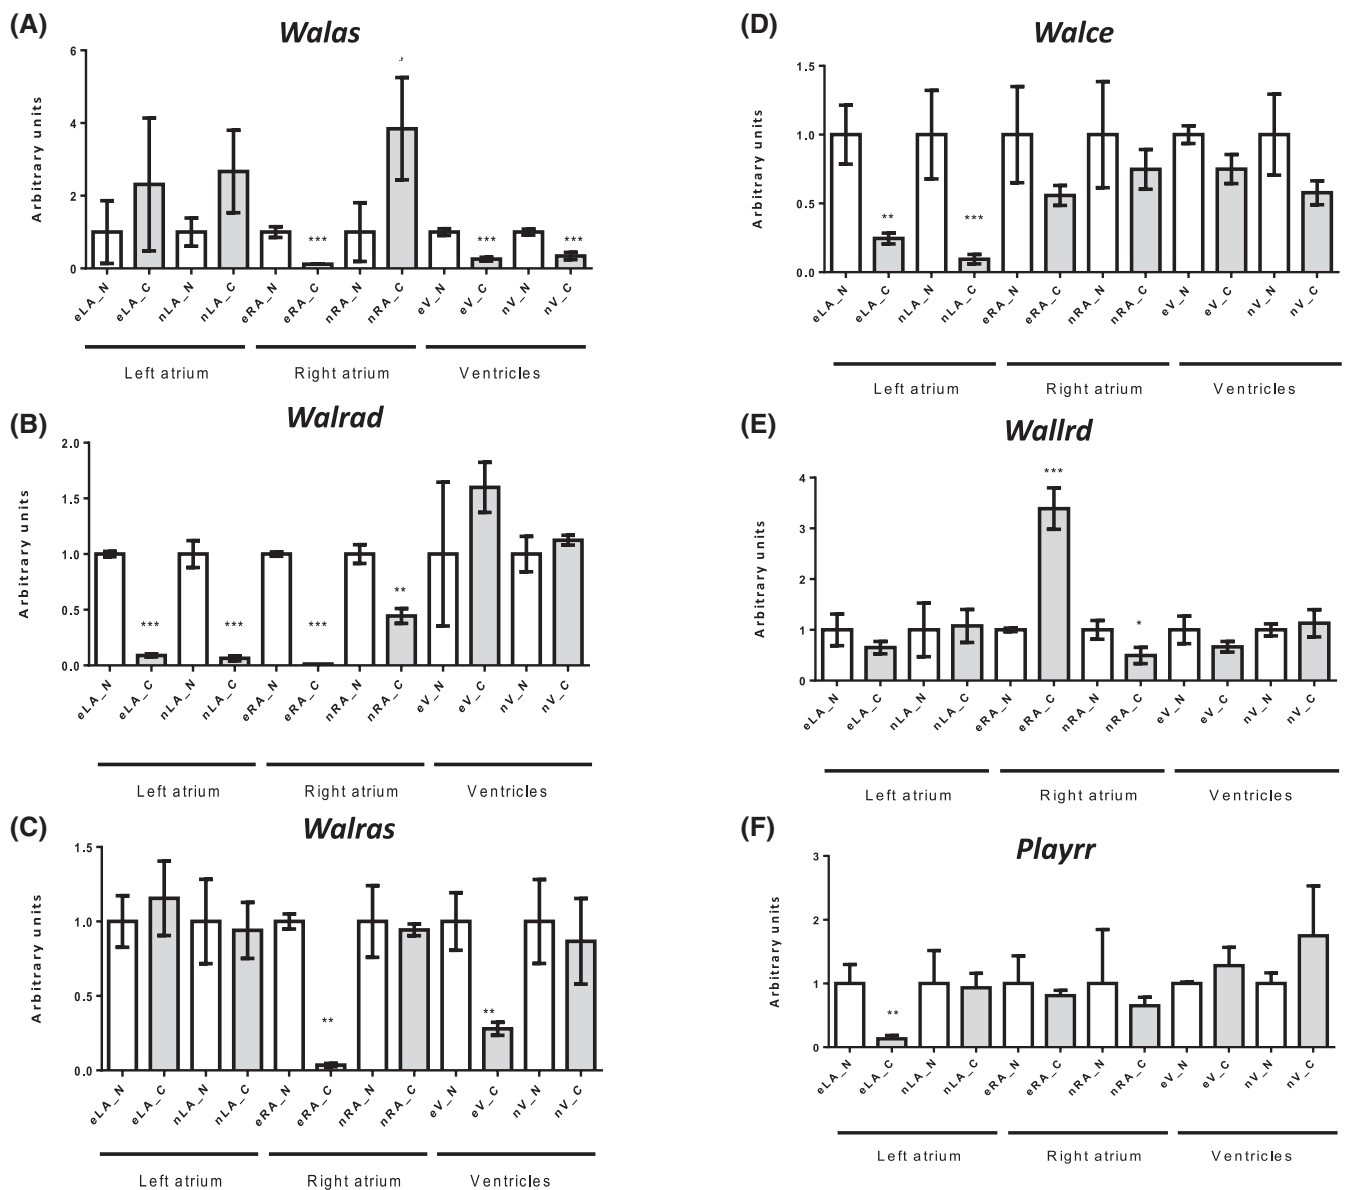 (A)
Walas
6
4
2
0
Arbitrary units
***
***
***
eLA_N
eLA_C
nLA_N
nLA_C
eRA_N
eRA_C
nRA_N
nRA_C
eV_N
eV_C
nV_N
nV_C
Left atrium
Right atrium
Ventricles
(B)
Walrad
2.0
1.5
1.0
0.5
0.0
Arbitrary units
***
***
***
**
eLA_N
eLA_C
nLA_N
nLA_C
eRA_N
eRA_C
nRA_N
nRA_C
eV_N
eV_C
nV_N
nV_C
Left atrium
Right atrium
Ventricles
(C)
Walras
1.5
1.0
0.5
0.0
Arbitrary units
**
**
eLA_N
eLA_C
nLA_N
nLA_C
eRA_N
eRA_C
nRA_N
nRA_C
eV_N
eV_C
nV_N
nV_C
Left atrium
Right atrium
Ventricles
(D)
Walce
1.5
1.0
0.5
0.0
Arbitrary units
**
***
eLA_N
eLA_C
nLA_N
nLA_C
eRA_N
eRA_C
nRA_N
nRA_C
eV_N
eV_C
nV_N
nV_C
Left atrium
Right atrium
Ventricles
(E)
Wallrd
4
3
2
1
0
Arbitrary units
***
*
eLA_N
eLA_C
nLA_N
nLA_C
eRA_N
eRA_C
nRA_N
nRA_C
eV_N
eV_C
nV_N
nV_C
Left atrium
Right atrium
Ventricles
(F)
Playrr
3
2
1
0
Arbitrary units
**
eLA_N
eLA_C
nLA_N
nLA_C
eRA_N
eRA_C
nRA_N
nRA_C
eV_N
eV_C
nV_N
nV_C
Left atrium
Right atrium
Ventricles